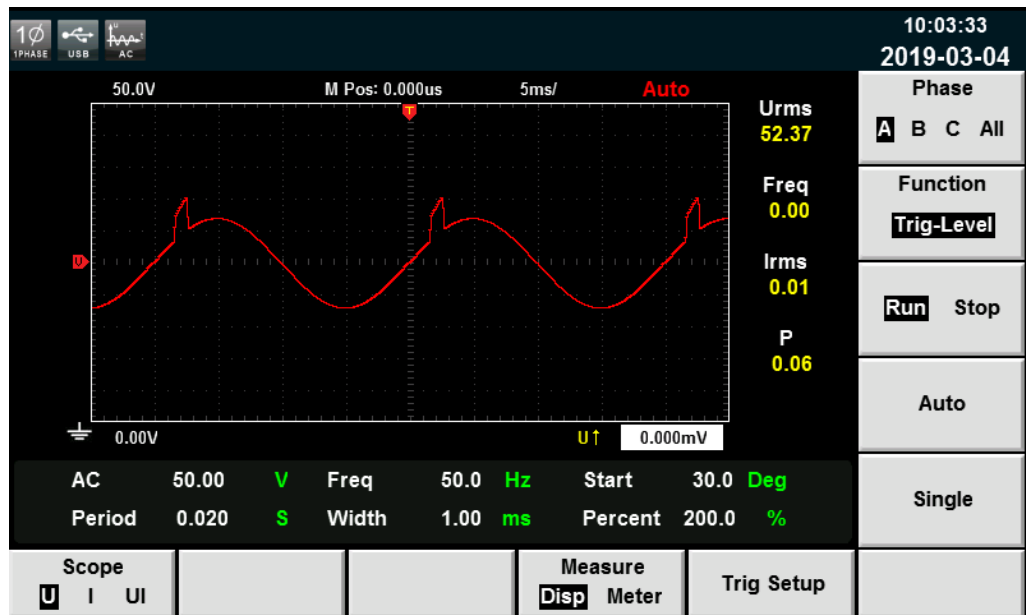 1Ø
1PHASE
USB
u
t
AC
10:03:33
2019-03-04
50.0V M Pos: 0.000us 5ms/ Auto
T
U
Urms
52.37
Freq
0.00
Irms
0.01
P
0.06
0.00V U↑ 0.000mV
Phase
A B C All
Function
Trig-Level
Run Stop
Auto
Single
AC 50.00 V Freq 50.0 Hz Start 30.0 Deg
Period 0.020 S Width 1.00 ms Percent 200.0 %
Scope
U I UI
Measure
Disp Meter
Trig Setup